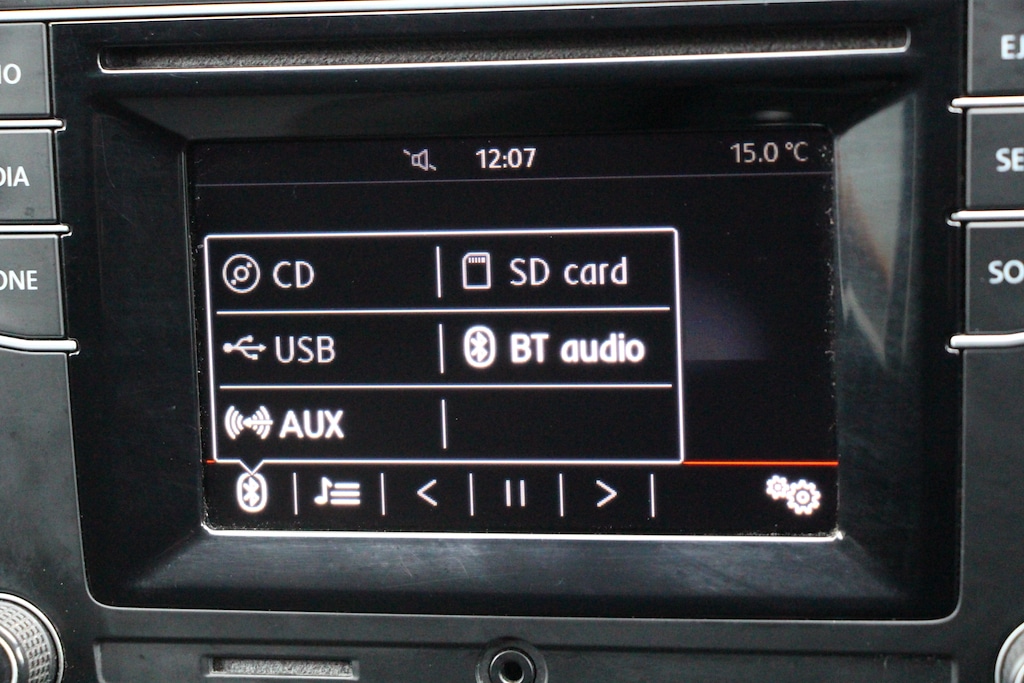 12:07 15.0 °C
CD SD card
USB BT audio
AUX